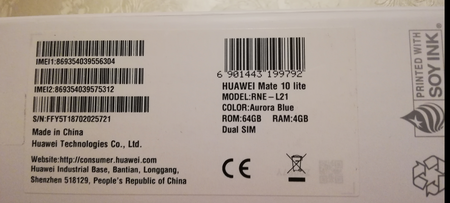 IMEI1:869354039556304
IMEI2:869354039575312
S/N:FFY5T18702025721
Made in China
Huawei Technologies Co., Ltd.
Website:http://consumer.huawei.com
Huawei Industrial Base, Bantian, Longgang,
Shenzhen 518129, People's Republic of China
6 901443 199792
HUAWEI Mate 10 lite
MODEL:RNE-L21
COLOR:Aurora Blue
ROM:64GB RAM:4GB
Dual SIM
CE
PRINTED WITH
SOY INK